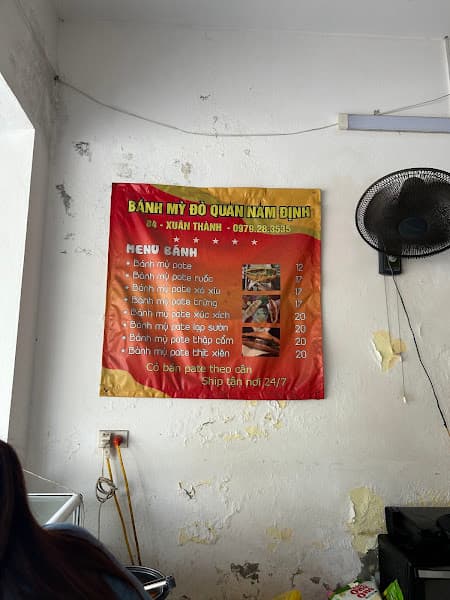 BÁNH MỲ ĐÔ QUÁN NAM ĐỊNH
84 - XUÂN THÀNH - 0979.28.3535
MENU BÁNH
• Bánh mỳ pate 12
• Bánh mỳ pate ruốc 17
• Bánh mỳ pate xá xíu 17
• Bánh mỳ pate trứng 17
• Bánh mỳ pate xúc xích 20
• Bánh mỳ pate lạp sườn 20
• Bánh mỳ pate thập cẩm 20
• Bánh mỳ pate thịt xiên 20
Có bán pate theo cân
Ship tận nơi 24/7